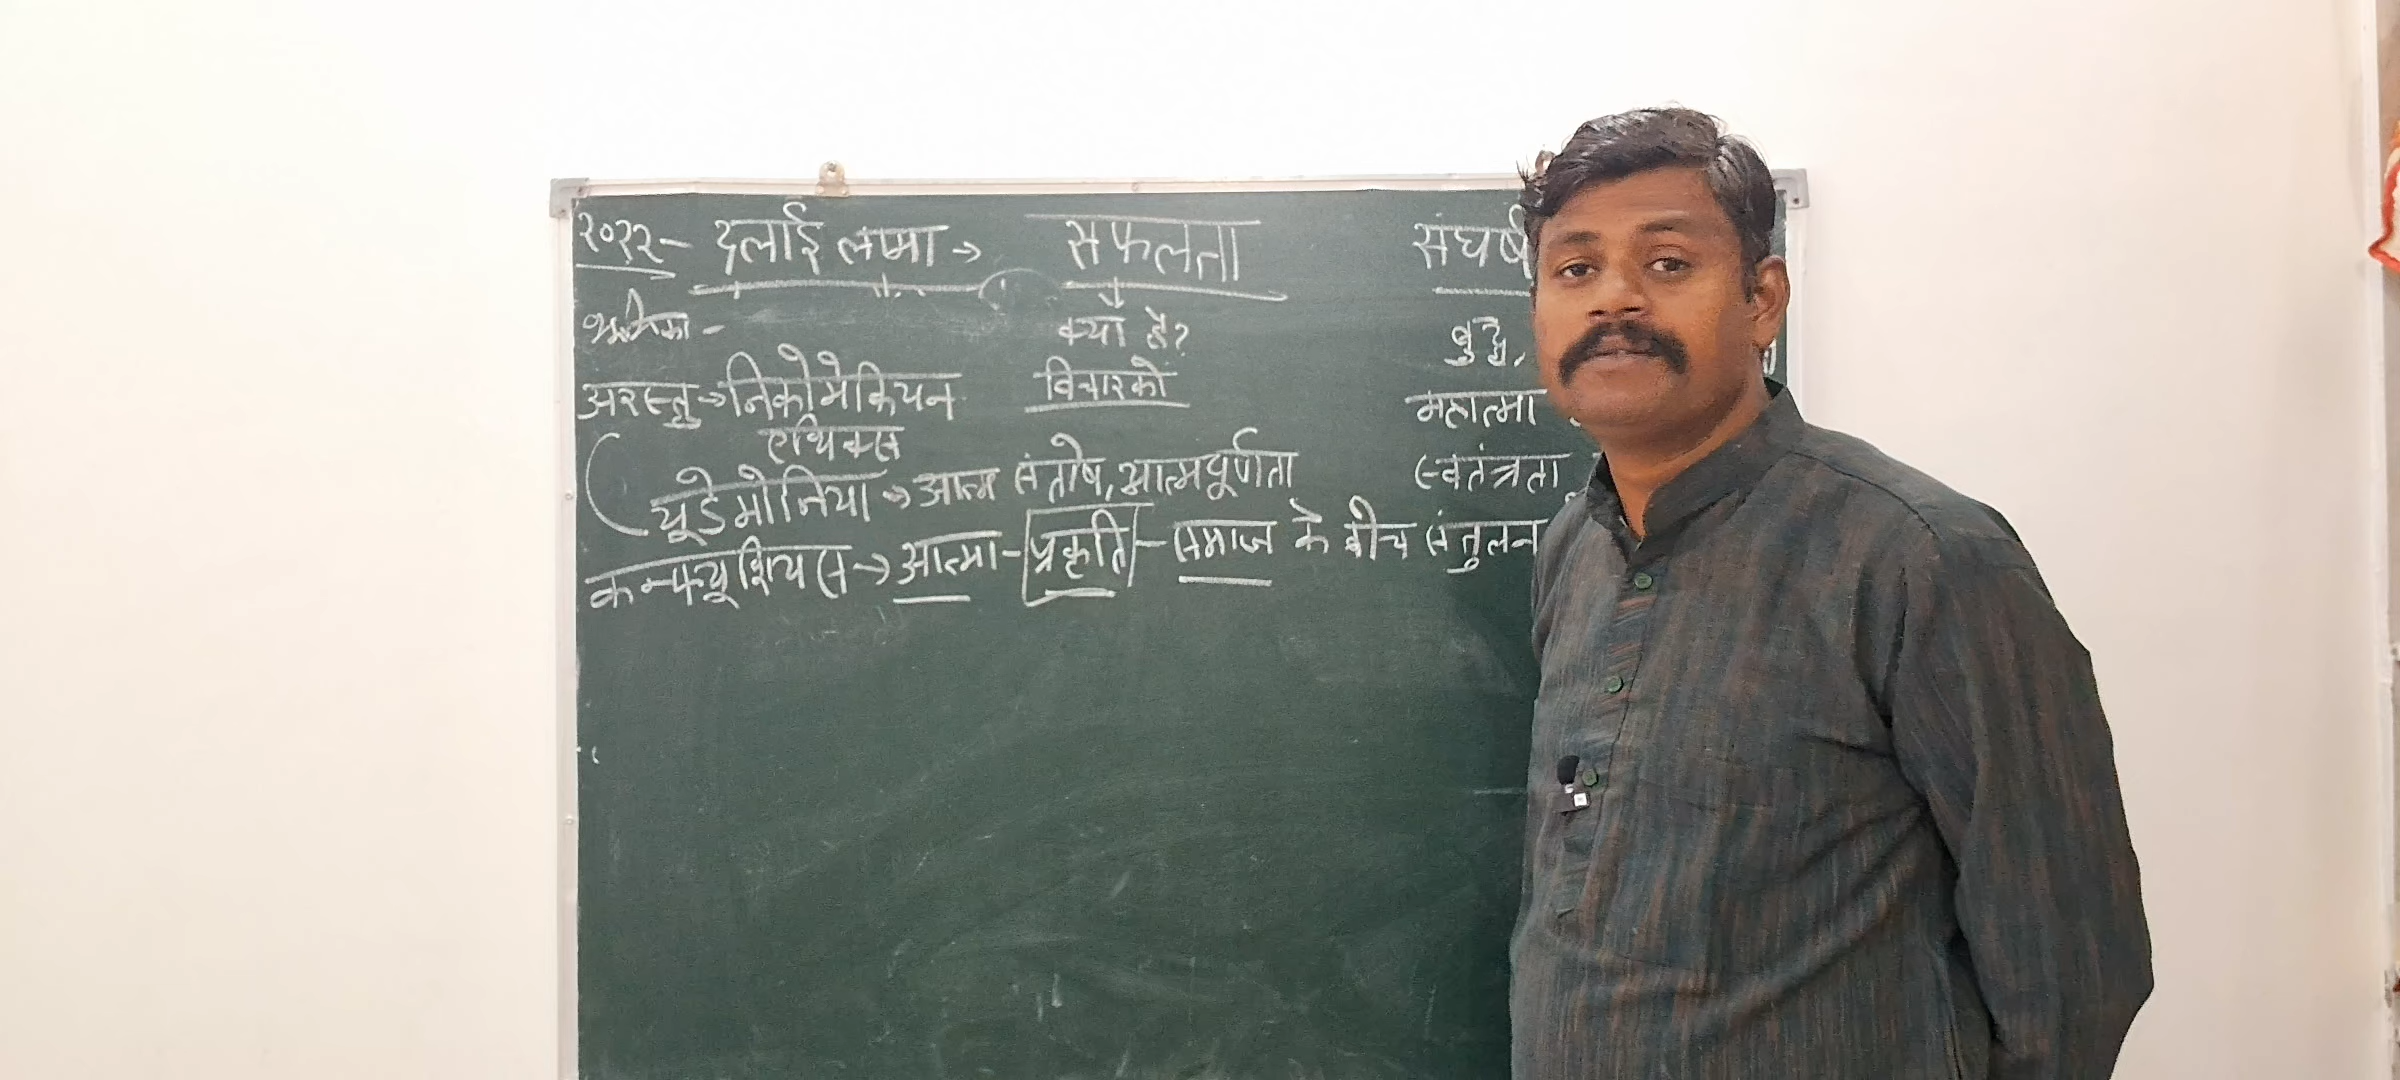 २०२२ - दलाई लामा → सफलता संघर्ष
भूमिका - क्या है? बुद्ध,
अरस्तू → निकोमेकियन विचारको महात्मा
एथिक्स
यूडेमोनिया → आत्म संतोष, आत्मपूर्णता स्वतंत्रता
कन्फ्यूशियस → आत्मा - प्रकृति - समाज के बीच संतुलन